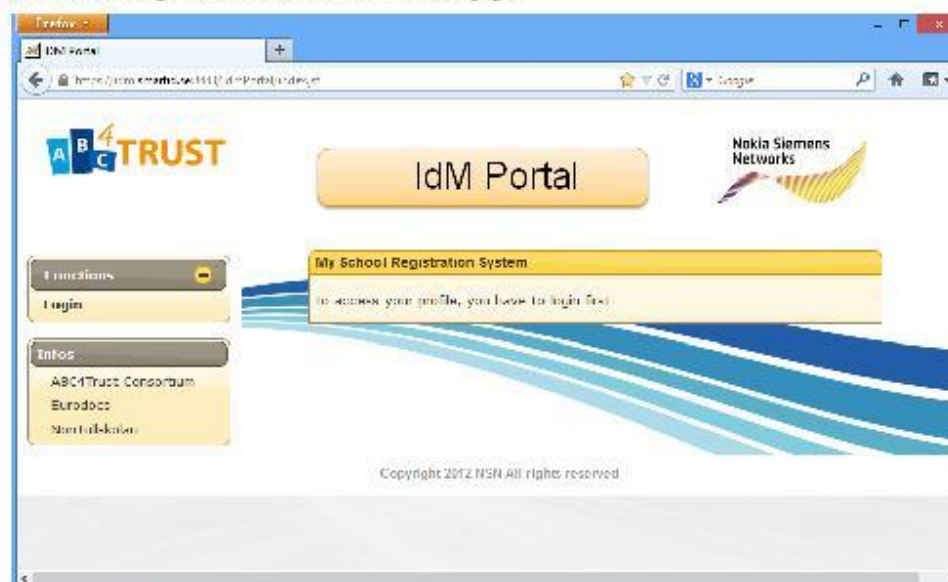 Firefox
IDM Portal
+
Google
ABC4TRUST
IdM Portal
Nokia Siemens
Networks
Functions
Login
My School Registration System
to access your profile, you have to login first
Infos
ABC4Trust Consortium
Eurodocs
Copyright 2012 NSN All rights reserved